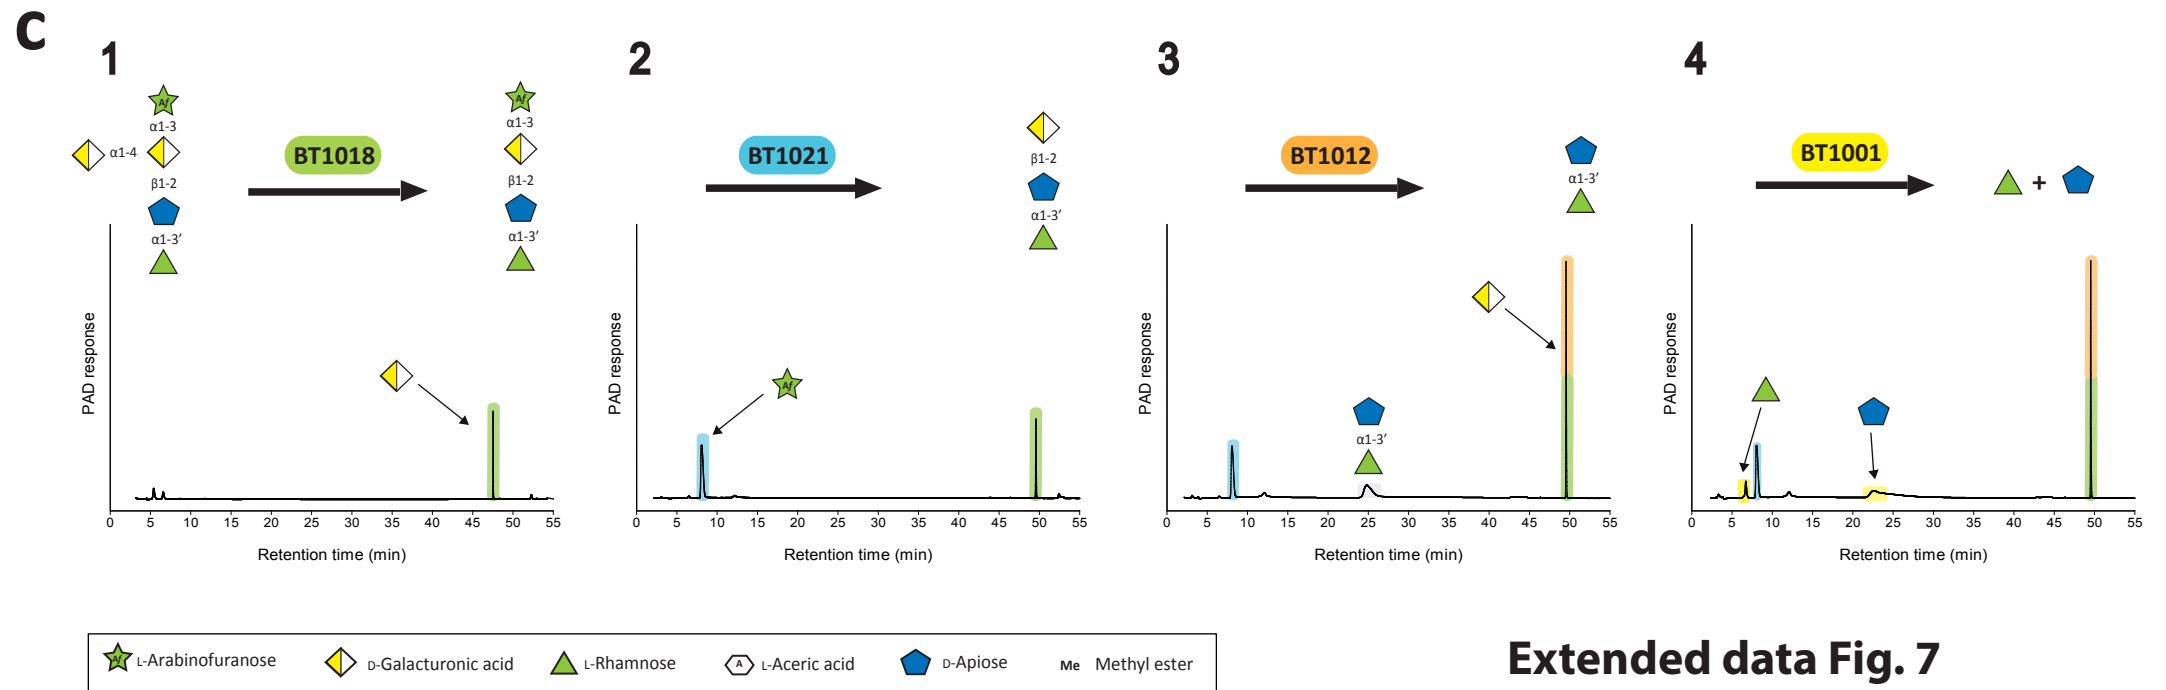 C
1
Af
α1-3
α1-4
β1-2
α1-3’
BT1018
Af
α1-3
β1-2
α1-3’
PAD response
0 5 10 15 20 25 30 35 40 45 50 55
Retention time (min)
2
BT1021
β1-2
α1-3’
Af
PAD response
0 5 10 15 20 25 30 35 40 45 50 55
Retention time (min)
3
BT1012
α1-3’
α1-3’
PAD response
0 5 10 15 20 25 30 35 40 45 50 55
Retention time (min)
4
BT1001
+
PAD response
0 5 10 15 20 25 30 35 40 45 50 55
Retention time (min)
Af L-Arabinofuranose D-Galacturonic acid L-Rhamnose A L-Aceric acid D-Apiose Me Methyl ester
Extended data Fig. 7